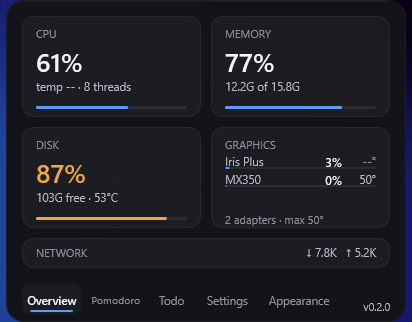 CPU
61%
temp -- · 8 threads
MEMORY
77%
12.2G of 15.8G
DISK
87%
103G free · 53°C
GRAPHICS
Iris Plus 3% --°
MX350 0% 50°
2 adapters · max 50°
NETWORK ↓ 7.8K ↑ 5.2K
Overview Pomodoro Todo Settings Appearance v0.2.0